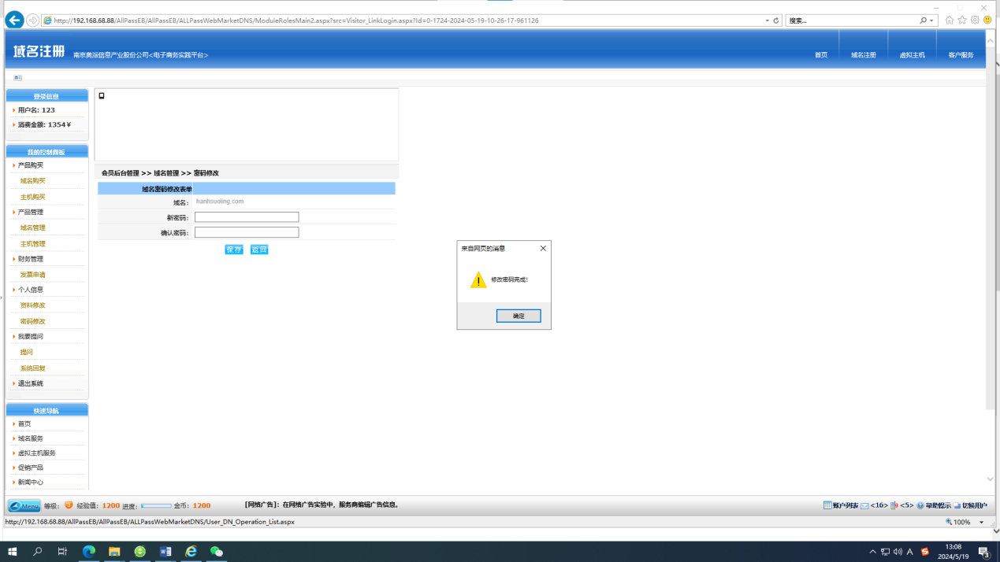 http://192.168.68.88/AllPassEB/AllPassEB/ALLPassWebMarketDNS/ModuleRolesMain2.aspx?src=Visitor_LinkLogin.aspx?Id=0-1724-2024-05-19-10-26-17-961126
搜索...
域名注册 南京奥派信息产业股份公司<电子商务实践平台>
首页 域名注册 虚拟主机 客户服务
登录信息
用户名: 123
消费金额: 1354¥
我的控制面板
产品购买
域名购买
主机购买
产品管理
域名管理
主机管理
财务管理
发票申请
个人信息
资料修改
密码修改
我要提问
提问
系统回复
退出系统
快速导航
首页
域名服务
虚拟主机服务
促销产品
新闻中心
会员后台管理 >> 域名管理 >> 密码修改
域名密码修改表单
域名: hanhsuoling.com
新密码:
确认密码:
保存 返回
来自网页的消息
修改密码完成!
确定
Menu 等级: 3 经验值: 1200 进度: 金币: 1200 [网络广告]: 在网络广告实验中，服务商编辑广告信息。 账户列表 <16> <5> 帮助提示 切换用户
http://192.168.68.88/AllPassEB/AllPassEB/ALLPassWebMarketDNS/User_DN_Operation_List.aspx
100%
A
13:08
2024/5/19
3